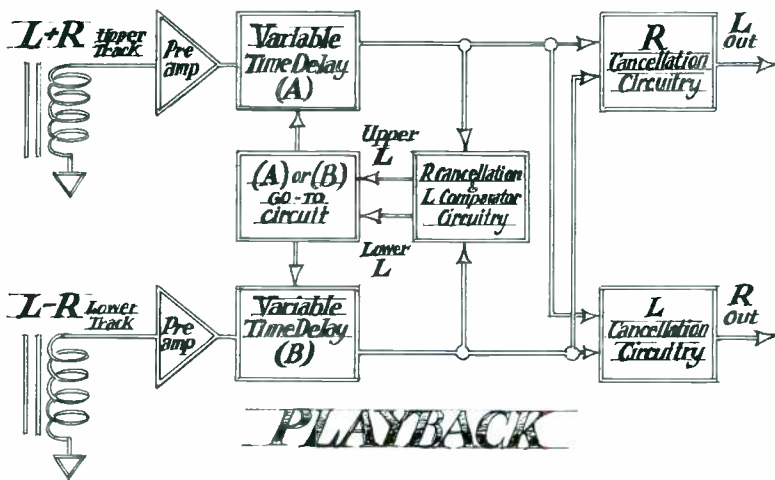 L+R Upper
Track
Pre
amp
Variable
Time Delay
(A)
R
Cancellation
Circuitry
L
Out
Upper
L
(A) or (B)
GO-TO
Circuit
R cancellation
&
L Comparator
Circuitry
Lower
L
L-R Lower
Track
Pre
amp
Variable
Time Delay
(B)
L
Cancellation
Circuitry
R
Out
PLAYBACK